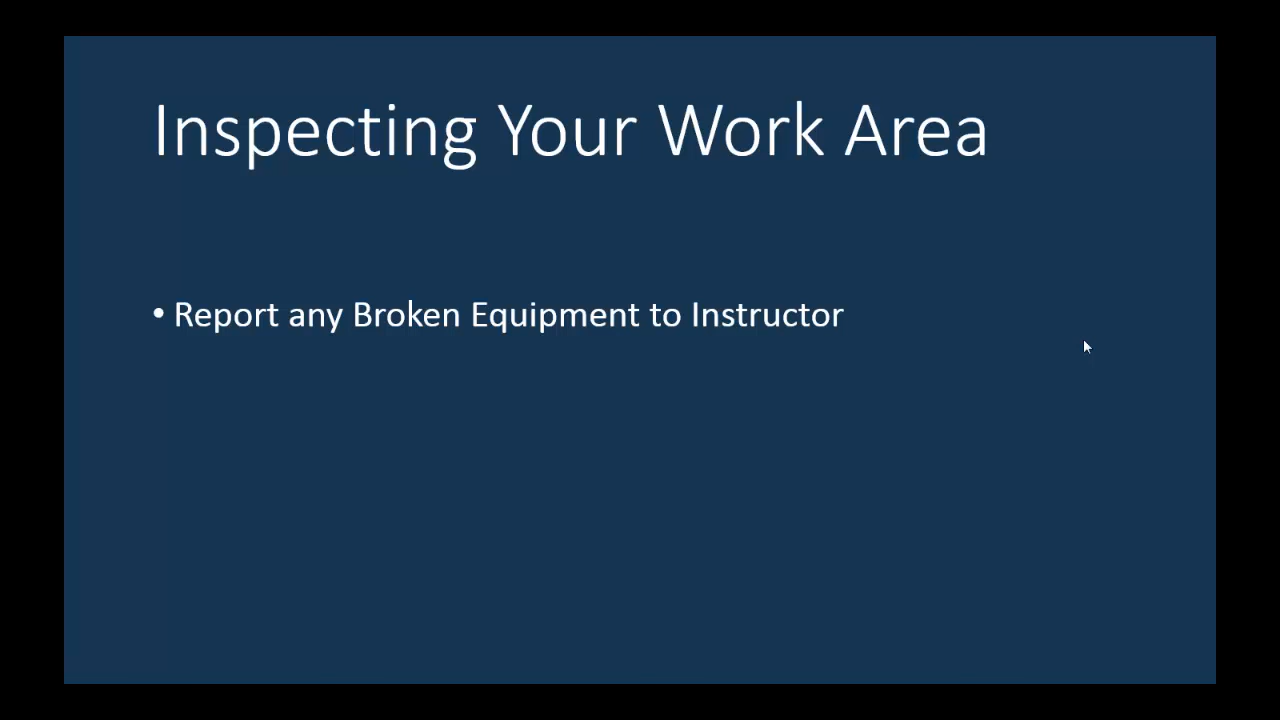 Inspecting Your Work Area
• Report any Broken Equipment to Instructor